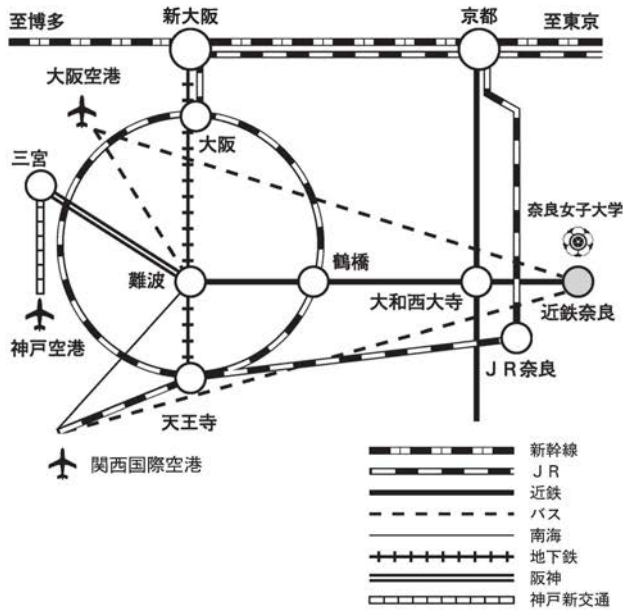 至博多
新大阪
京都
至東京
大阪空港
大阪
三宮
奈良女子大学
難波
鶴橋
大和西大寺
近鉄奈良
神戸空港
JR奈良
天王寺
関西国際空港
新幹線
JR
近鉄
バス
南海
地下鉄
阪神
神戸新交通